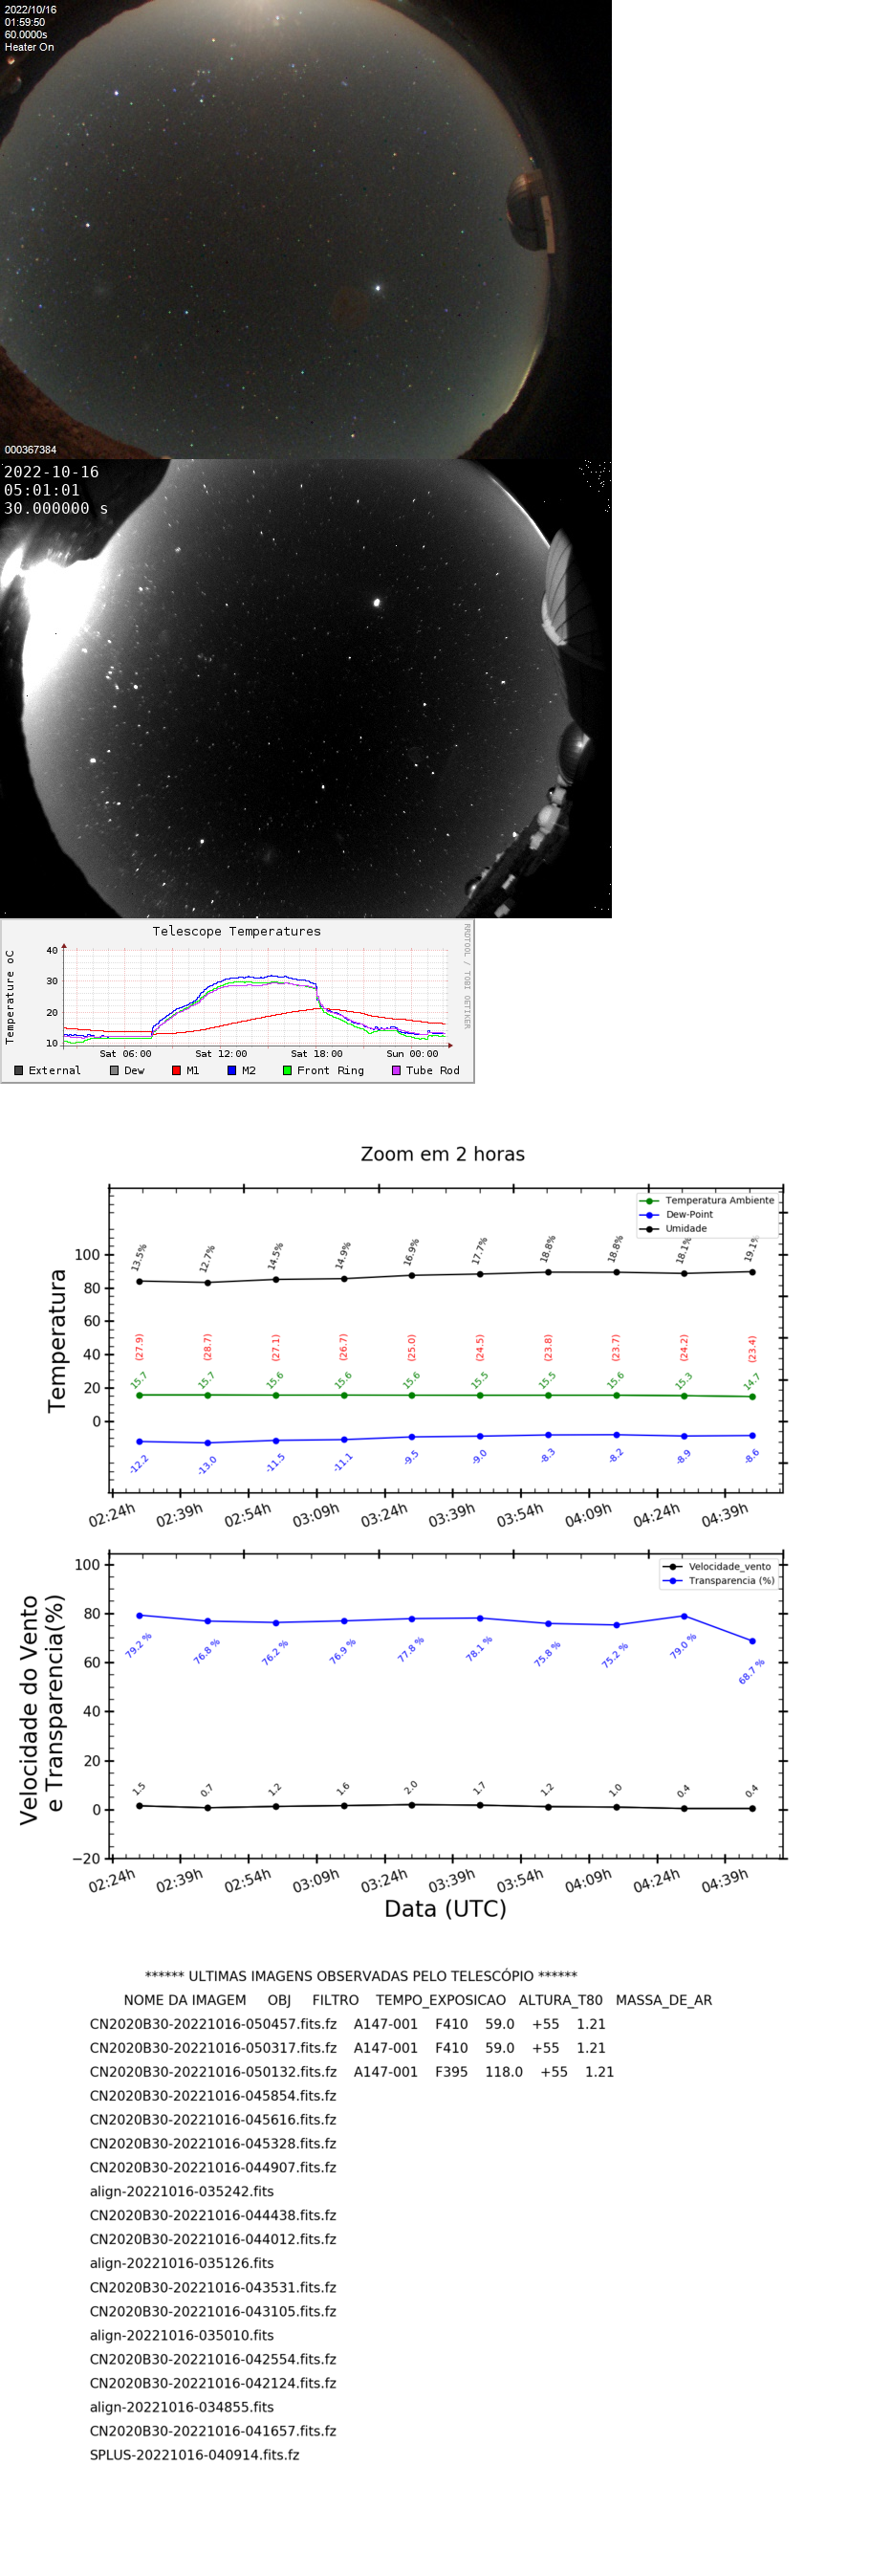 2022/10/16
01:59:50
60.0000s
Heater On
000367384
2022-10-16
05:01:01
30.000000 s
Telescope Temperatures
RRDTOOL / TOBI OETIKER
Temperature oC
40
30
20
10
Sat 06:00 Sat 12:00 Sat 18:00 Sun 00:00
External Dew M1 M2 Front Ring Tube Rod
Zoom em 2 horas
Temperatura Ambiente
Dew-Point
Umidade
Temperatura
100
80
60
40
20
0
13.5% 12.7% 14.5% 14.9% 16.9% 17.7% 18.8% 18.8% 18.1% 19.1%
(27.9) (28.7) (27.1) (26.7) (25.0) (24.5) (23.8) (23.7) (24.2) (23.4)
15.7 15.7 15.6 15.6 15.6 15.5 15.5 15.6 15.3 14.7
-12.2 -13.0 -11.5 -11.1 -9.5 -9.0 -8.3 -8.2 -8.9 -8.6
02:24h 02:39h 02:54h 03:09h 03:24h 03:39h 03:54h 04:09h 04:24h 04:39h
Velocidade_vento
Transparencia (%)
Velocidade do Vento
e Transparencia(%)
100
80
60
40
20
0
−20
79.2 % 76.8 % 76.2 % 76.9 % 77.8 % 78.1 % 75.8 % 75.2 % 79.0 % 68.7 %
1.5 0.7 1.2 1.6 2.0 1.7 1.2 1.0 0.4 0.4
02:24h 02:39h 02:54h 03:09h 03:24h 03:39h 03:54h 04:09h 04:24h 04:39h
Data (UTC)
****** ULTIMAS IMAGENS OBSERVADAS PELO TELESCÓPIO ******
NOME DA IMAGEM OBJ FILTRO TEMPO_EXPOSICAO ALTURA_T80 MASSA_DE_AR
CN2020B30-20221016-050457.fits.fz A147-001 F410 59.0 +55 1.21
CN2020B30-20221016-050317.fits.fz A147-001 F410 59.0 +55 1.21
CN2020B30-20221016-050132.fits.fz A147-001 F395 118.0 +55 1.21
CN2020B30-20221016-045854.fits.fz
CN2020B30-20221016-045616.fits.fz
CN2020B30-20221016-045328.fits.fz
CN2020B30-20221016-044907.fits.fz
align-20221016-035242.fits
CN2020B30-20221016-044438.fits.fz
CN2020B30-20221016-044012.fits.fz
align-20221016-035126.fits
CN2020B30-20221016-043531.fits.fz
CN2020B30-20221016-043105.fits.fz
align-20221016-035010.fits
CN2020B30-20221016-042554.fits.fz
CN2020B30-20221016-042124.fits.fz
align-20221016-034855.fits
CN2020B30-20221016-041657.fits.fz
SPLUS-20221016-040914.fits.fz